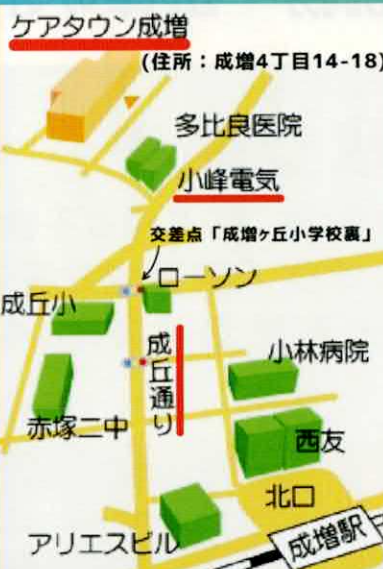 ケアタウン成増
(住所：成増4丁目14-18)
多比良医院
小峰電気
交差点「成増ヶ丘小学校裏」
ローソン
成丘小
成丘通り
小林病院
赤塚二中
西友
北口
アリエスビル
成増駅